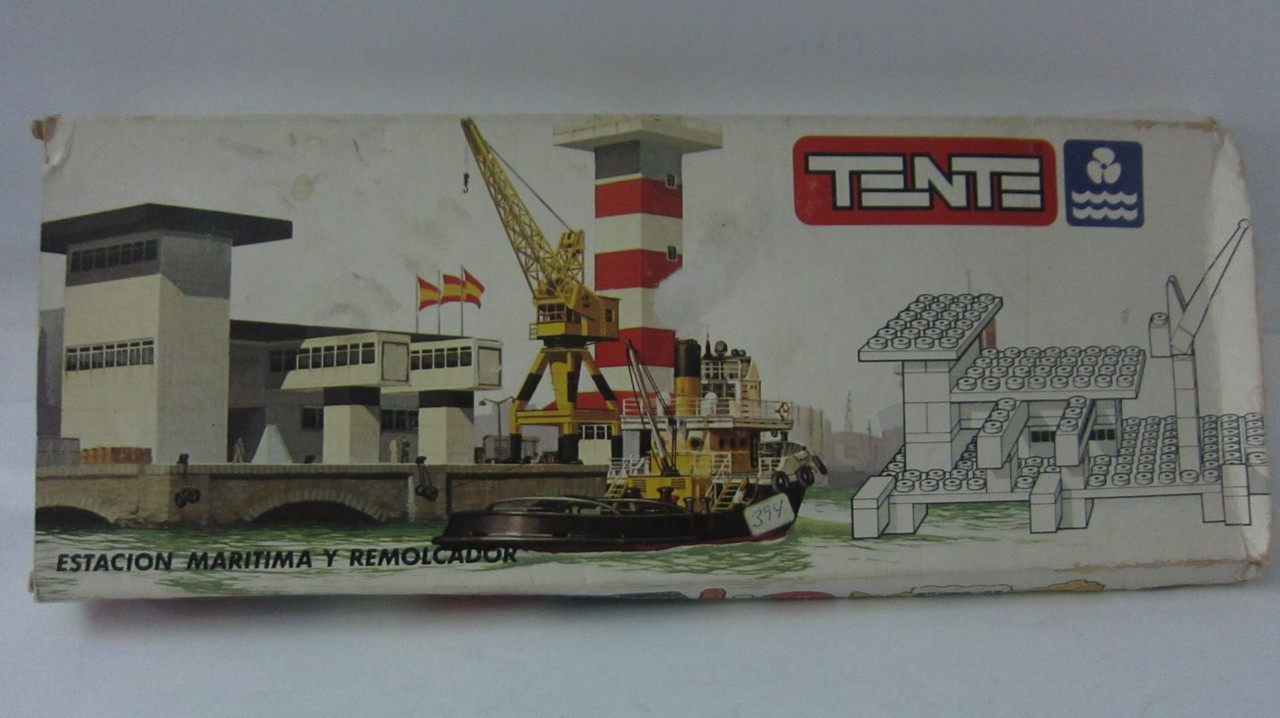 TENTE
394
ESTACION MARITIMA Y REMOLCADOR